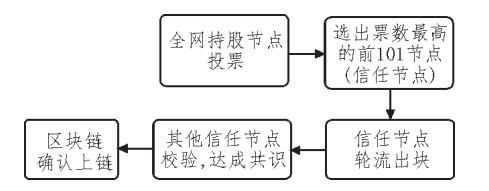 全网持股节点
投票
选出票数最高
的前101节点
(信任节点)
信任节点
轮流出块
其他信任节点
校验,达成共识
区块链
确认上链